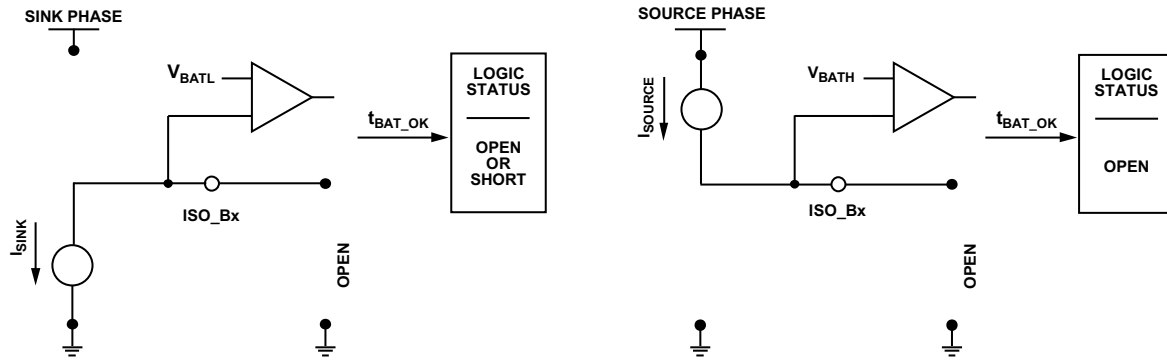 SINK PHASE
V_BATL
LOGIC
STATUS
t_BAT_OK
OPEN
OR
SHORT
ISO_Bx
I_SINK
OPEN
SOURCE PHASE
I_SOURCE
V_BATH
LOGIC
STATUS
t_BAT_OK
OPEN
ISO_Bx
OPEN